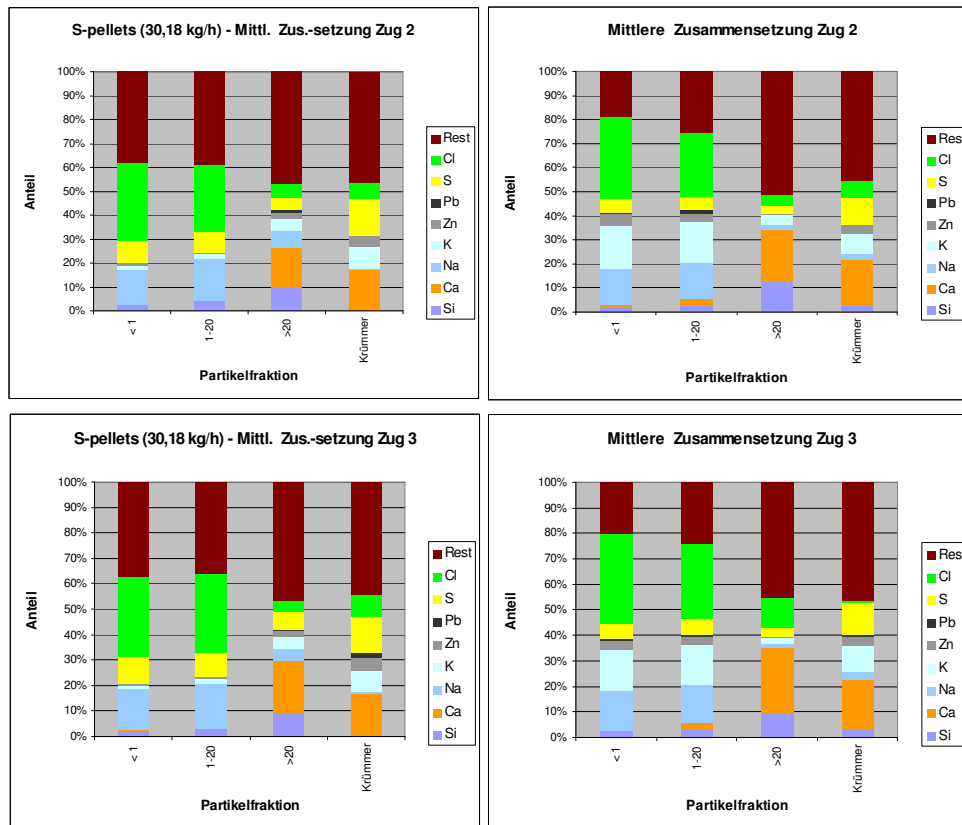 S-pellets (30,18 kg/h) - Mittl. Zus.-setzung Zug 2
100%
90%
80%
70%
60%
50%
40%
30%
20%
10%
0%
Anteil
< 1
1-20
>20
Krümmer
Partikelfraktion
Rest
Cl
S
Pb
Zn
K
Na
Ca
Si
Mittlere Zusammensetzung Zug 2
100%
90%
80%
70%
60%
50%
40%
30%
20%
10%
0%
Anteil
< 1
1-20
>20
Krümmer
Partikelfraktion
Rest
Cl
S
Pb
Zn
K
Na
Ca
Si
S-pellets (30,18 kg/h) - Mittl. Zus.-setzung Zug 3
100%
90%
80%
70%
60%
50%
40%
30%
20%
10%
0%
Anteil
< 1
1-20
>20
Krümmer
Partikelfraktion
Rest
Cl
S
Pb
Zn
K
Na
Ca
Si
Mittlere Zusammensetzung Zug 3
100%
90%
80%
70%
60%
50%
40%
30%
20%
10%
0%
Anteil
< 1
1-20
>20
Krümmer
Partikelfraktion
Rest
Cl
S
Pb
Zn
K
Na
Ca
Si